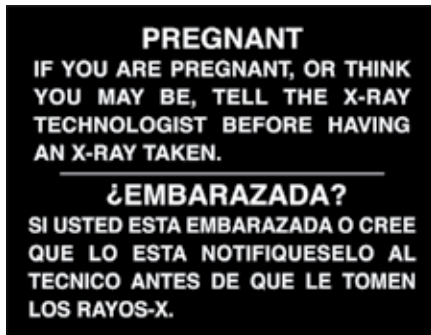 PREGNANT
IF YOU ARE PREGNANT, OR THINK
YOU MAY BE, TELL THE X-RAY
TECHNOLOGIST BEFORE HAVING
AN X-RAY TAKEN.
¿EMBARAZADA?
SI USTED ESTA EMBARAZADA O CREE
QUE LO ESTA NOTIFIQUESELO AL
TECNICO ANTES DE QUE LE TOMEN
LOS RAYOS-X.